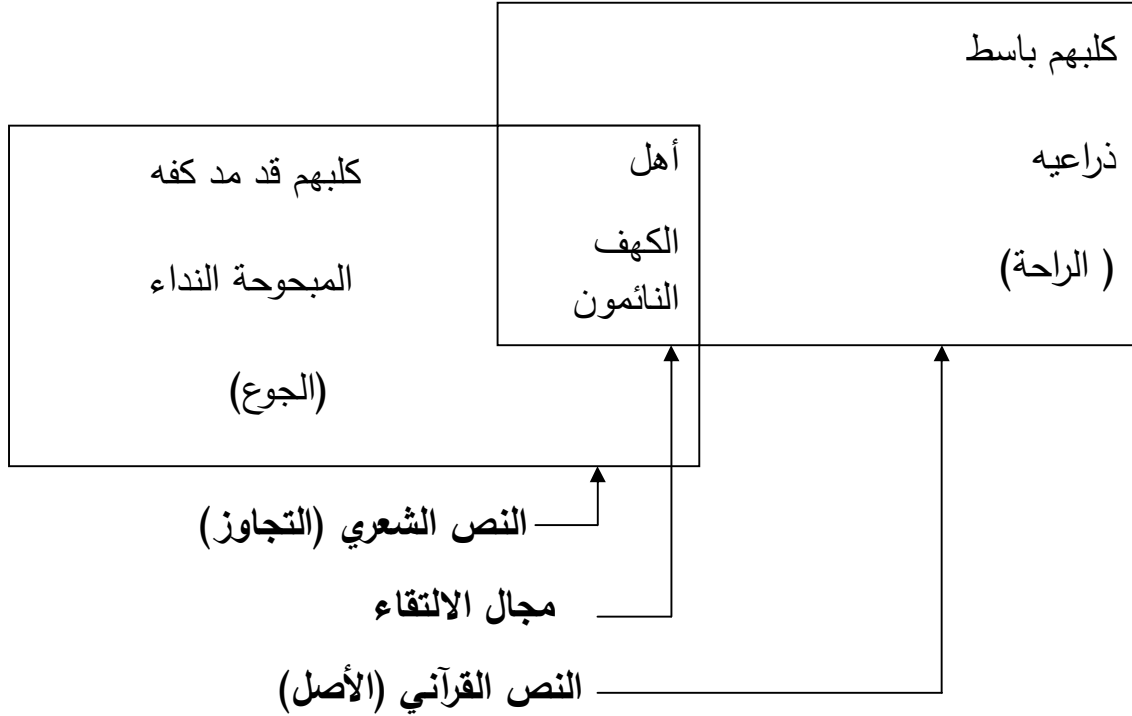 كلبهم باسط
ذراعيه
( الراحة)
أهل
الكهف
النائمون
كلبهم قد مد كفه
المبحوحة النداء
(الجوع)
النص الشعري (التجاوز)
مجال الالتقاء
النص القرآني (الأصل)